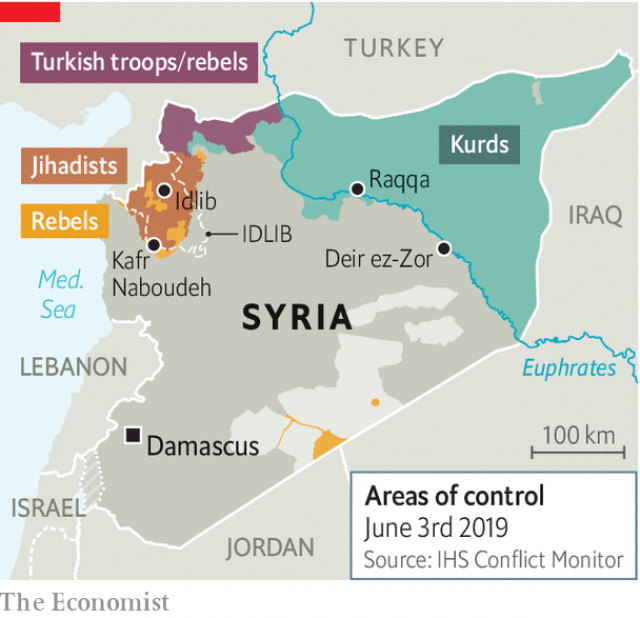 TURKEY
Turkish troops/rebels
Kurds
Jihadists
Raqqa
Idlib
IRAQ
Rebels
IDLIB
Kafr
Naboudeh
Deir ez-Zor
Med.
Sea
SYRIA
LEBANON
Euphrates
100 km
Damascus
Areas of control
June 3rd 2019
Source: IHS Conflict Monitor
ISRAEL
JORDAN
The Economist